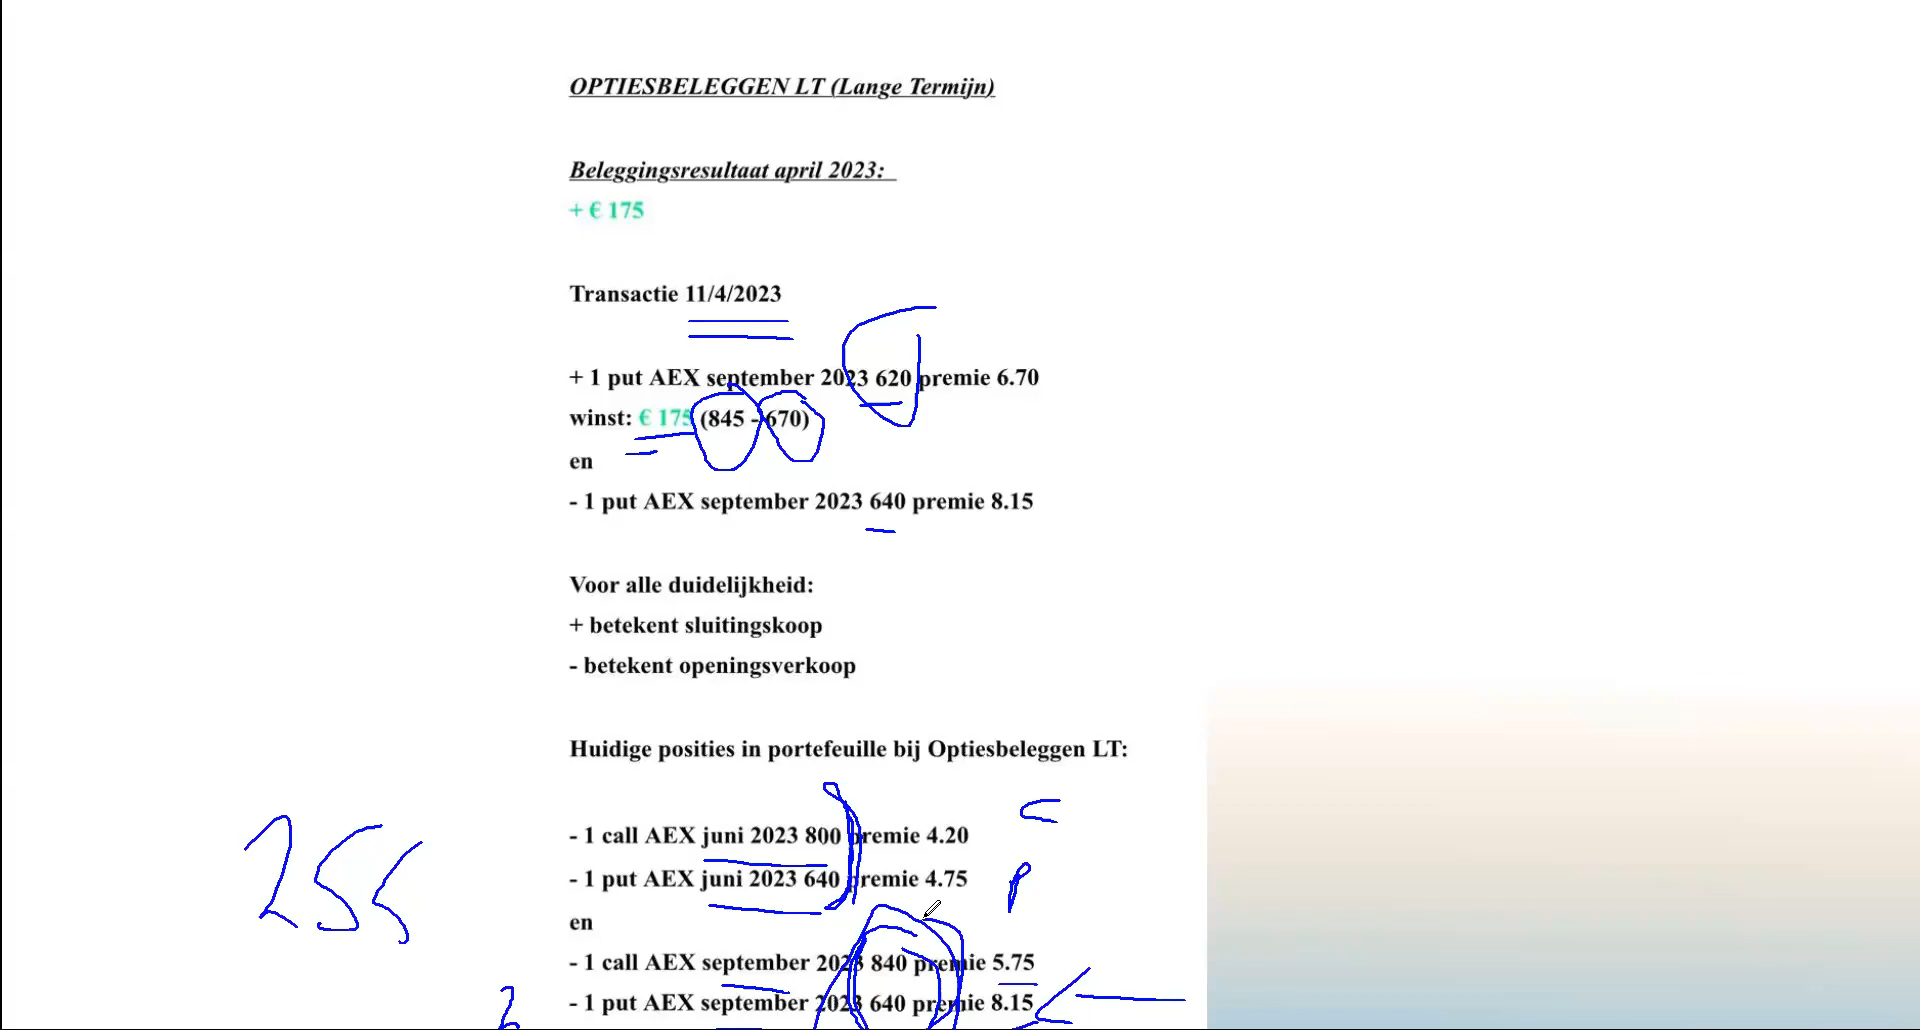 OPTIESBELEGGEN LT (Lange Termijn)
Beleggingsresultaat april 2023:
+ € 175
Transactie 11/4/2023
+ 1 put AEX september 2023 620 premie 6.70
winst: € 175 (845 - 670)
en
- 1 put AEX september 2023 640 premie 8.15
Voor alle duidelijkheid:
+ betekent sluitingskoop
- betekent openingsverkoop
Huidige posities in portefeuille bij Optiesbeleggen LT:
- 1 call AEX juni 2023 800 premie 4.20
C
- 1 put AEX juni 2023 640 premie 4.75
P
255
en
- 1 call AEX september 2023 840 premie 5.75
- 1 put AEX september 2023 640 premie 8.15